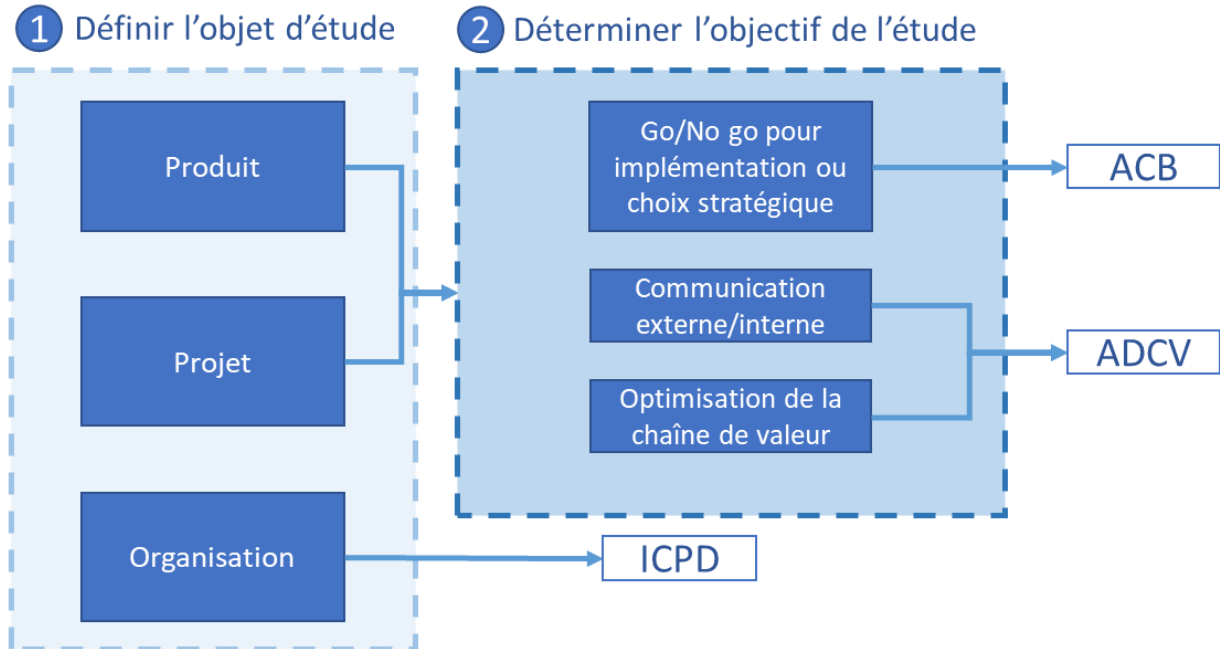 1 Définir l’objet d’étude
Produit
Projet
Organisation
2 Déterminer l’objectif de l’étude
Go/No go pour
implémentation ou
choix stratégique
Communication
externe/interne
Optimisation de la
chaîne de valeur
ACB
ADCV
ICPD